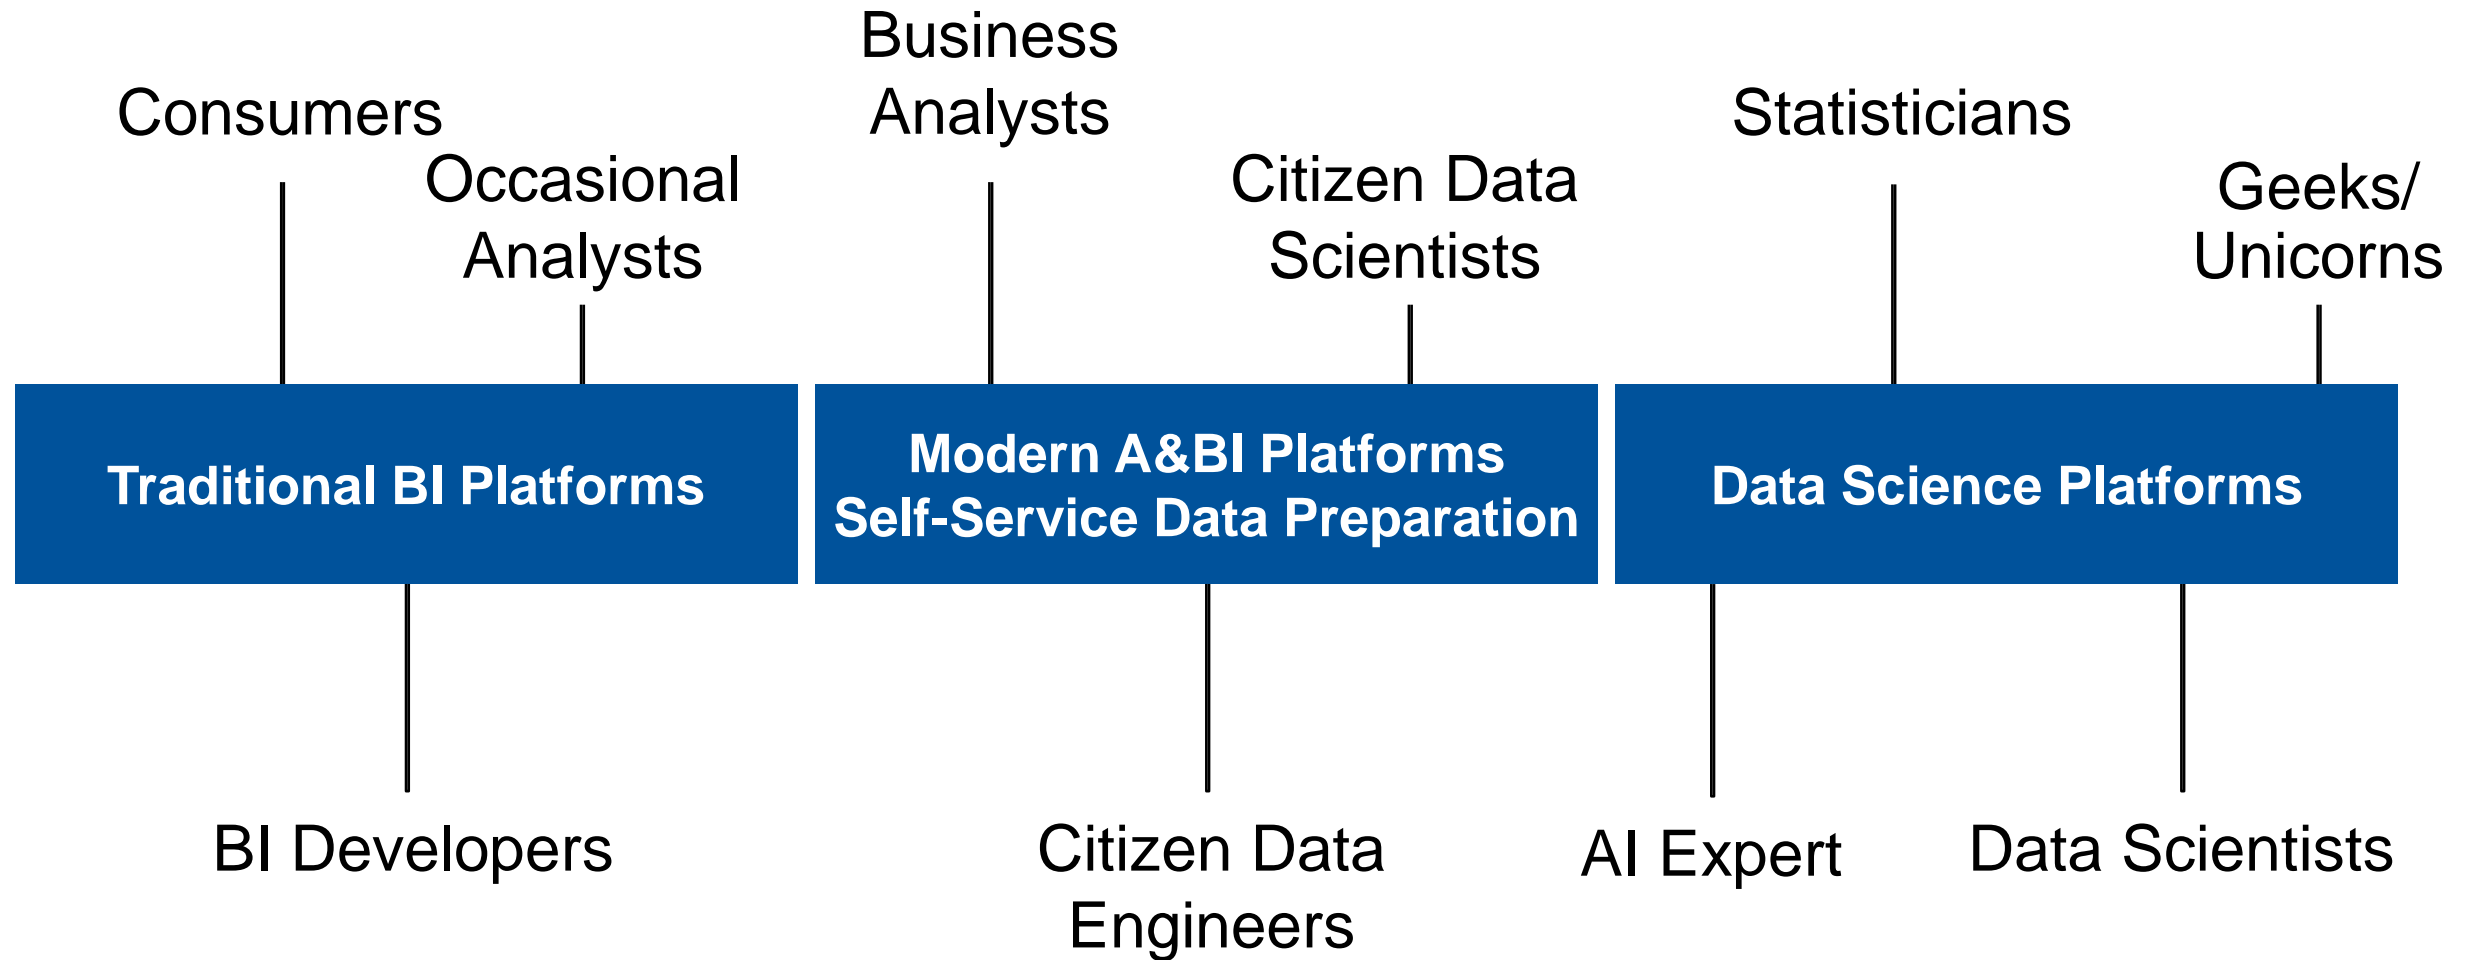 Consumers
Occasional
Analysts
Business
Analysts
Citizen Data
Scientists
Statisticians
Geeks/
Unicorns
Traditional BI Platforms
Modern A&BI Platforms
Self-Service Data Preparation
Data Science Platforms
BI Developers
Citizen Data
Engineers
AI Expert
Data Scientists